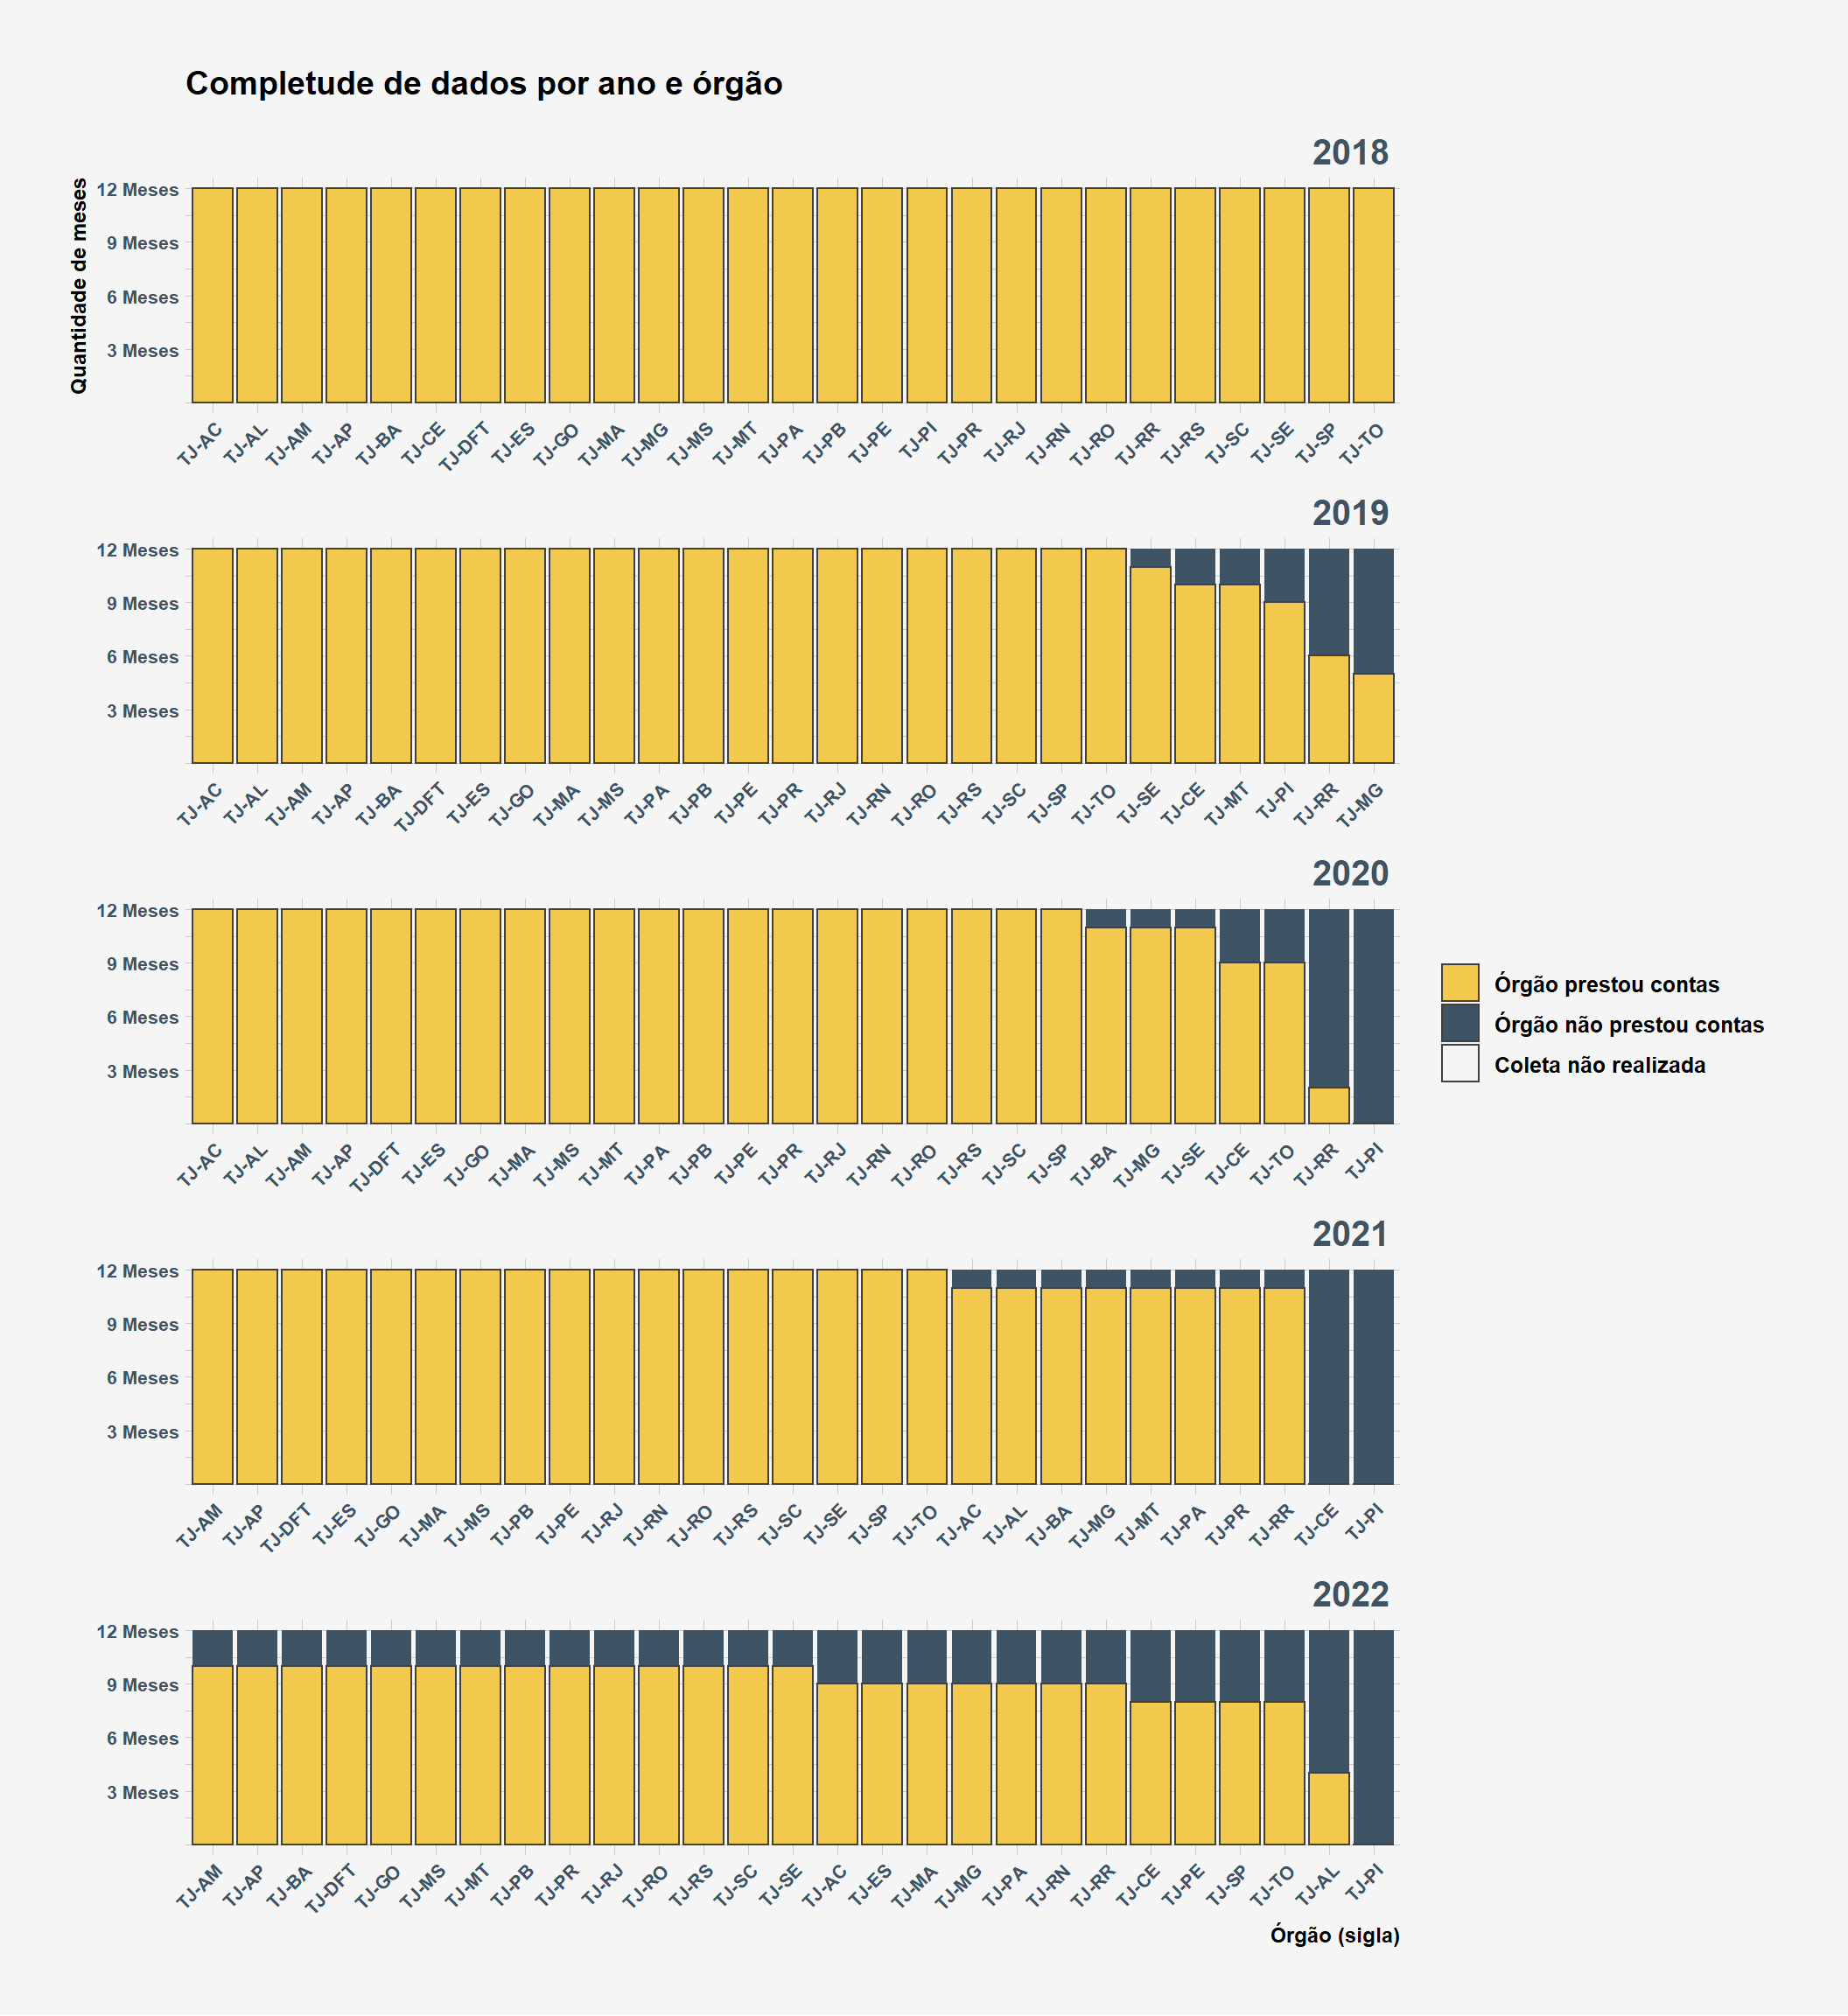 Completude de dados por ano e órgão
2018
Quantidade de meses
12 Meses
9 Meses
6 Meses
3 Meses
TJ-AC TJ-AL TJ-AM TJ-AP TJ-BA TJ-CE TJ-DFT TJ-ES TJ-GO TJ-MA TJ-MG TJ-MS TJ-MT TJ-PA TJ-PB TJ-PE TJ-PI TJ-PR TJ-RJ TJ-RN TJ-RO TJ-RR TJ-RS TJ-SC TJ-SE TJ-SP TJ-TO
2019
12 Meses
9 Meses
6 Meses
3 Meses
TJ-AC TJ-AL TJ-AM TJ-AP TJ-BA TJ-DFT TJ-ES TJ-GO TJ-MA TJ-MS TJ-PA TJ-PB TJ-PE TJ-PR TJ-RJ TJ-RN TJ-RO TJ-RS TJ-SC TJ-SP TJ-TO TJ-SE TJ-CE TJ-MT TJ-PI TJ-RR TJ-MG
2020
12 Meses
9 Meses
6 Meses
3 Meses
TJ-AC TJ-AL TJ-AM TJ-AP TJ-DFT TJ-ES TJ-GO TJ-MA TJ-MS TJ-MT TJ-PA TJ-PB TJ-PE TJ-PR TJ-RJ TJ-RN TJ-RO TJ-RS TJ-SC TJ-SP TJ-BA TJ-MG TJ-SE TJ-CE TJ-TO TJ-RR TJ-PI
Órgão prestou contas
Órgão não prestou contas
Coleta não realizada
2021
12 Meses
9 Meses
6 Meses
3 Meses
TJ-AM TJ-AP TJ-DFT TJ-ES TJ-GO TJ-MA TJ-MS TJ-PB TJ-PE TJ-RJ TJ-RN TJ-RO TJ-RS TJ-SC TJ-SE TJ-SP TJ-TO TJ-AC TJ-AL TJ-BA TJ-MG TJ-MT TJ-PA TJ-PR TJ-RR TJ-CE TJ-PI
2022
12 Meses
9 Meses
6 Meses
3 Meses
TJ-AM TJ-AP TJ-BA TJ-DFT TJ-GO TJ-MS TJ-MT TJ-PB TJ-PR TJ-RJ TJ-RO TJ-RS TJ-SC TJ-SE TJ-AC TJ-ES TJ-MA TJ-MG TJ-PA TJ-RN TJ-RR TJ-CE TJ-PE TJ-SP TJ-TO TJ-AL TJ-PI
Órgão (sigla)